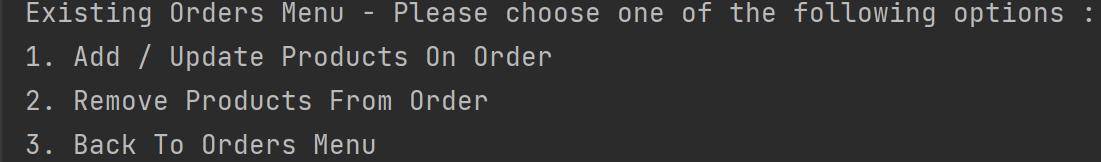 Existing Orders Menu - Please choose one of the following options :
1. Add / Update Products On Order
2. Remove Products From Order
3. Back To Orders Menu